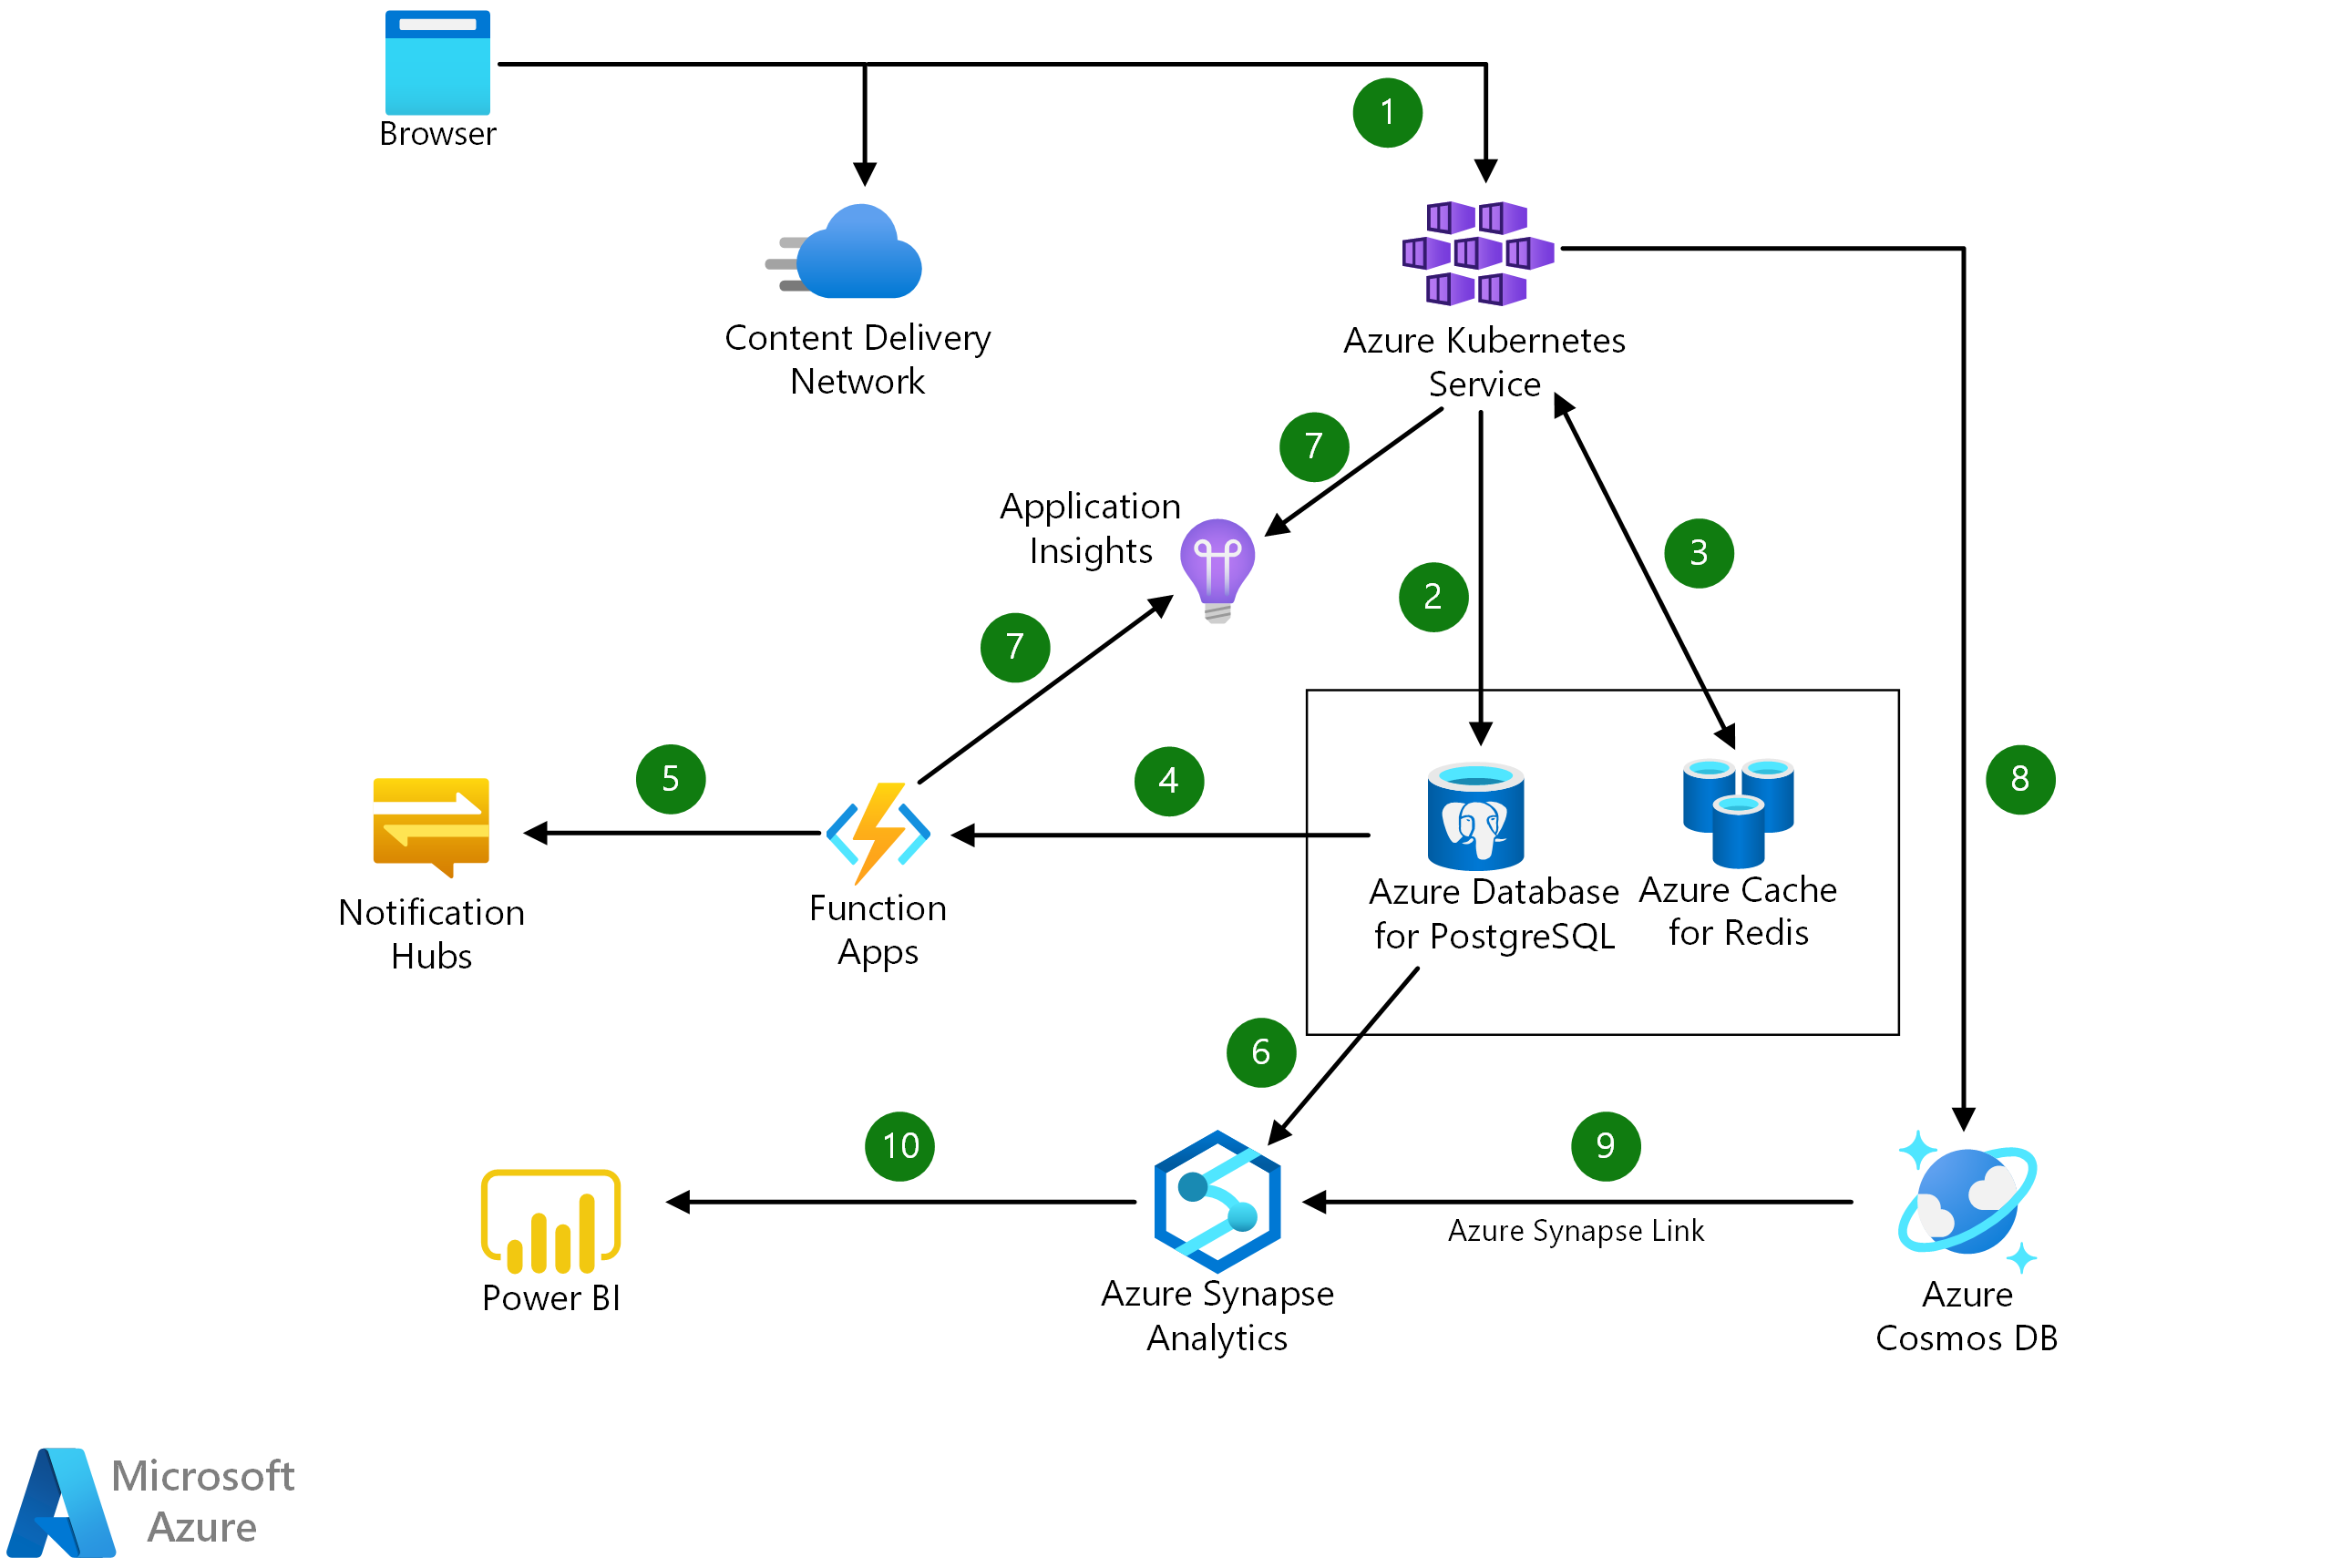 Browser
1
Content Delivery
Network
Azure Kubernetes
Service
7
Application
Insights
3
2
7
5
4
8
Notification
Hubs
Function
Apps
Azure Database
for PostgreSQL
Azure Cache
for Redis
6
10
9
Azure Synapse Link
Power BI
Azure Synapse
Analytics
Azure
Cosmos DB
Microsoft
Azure